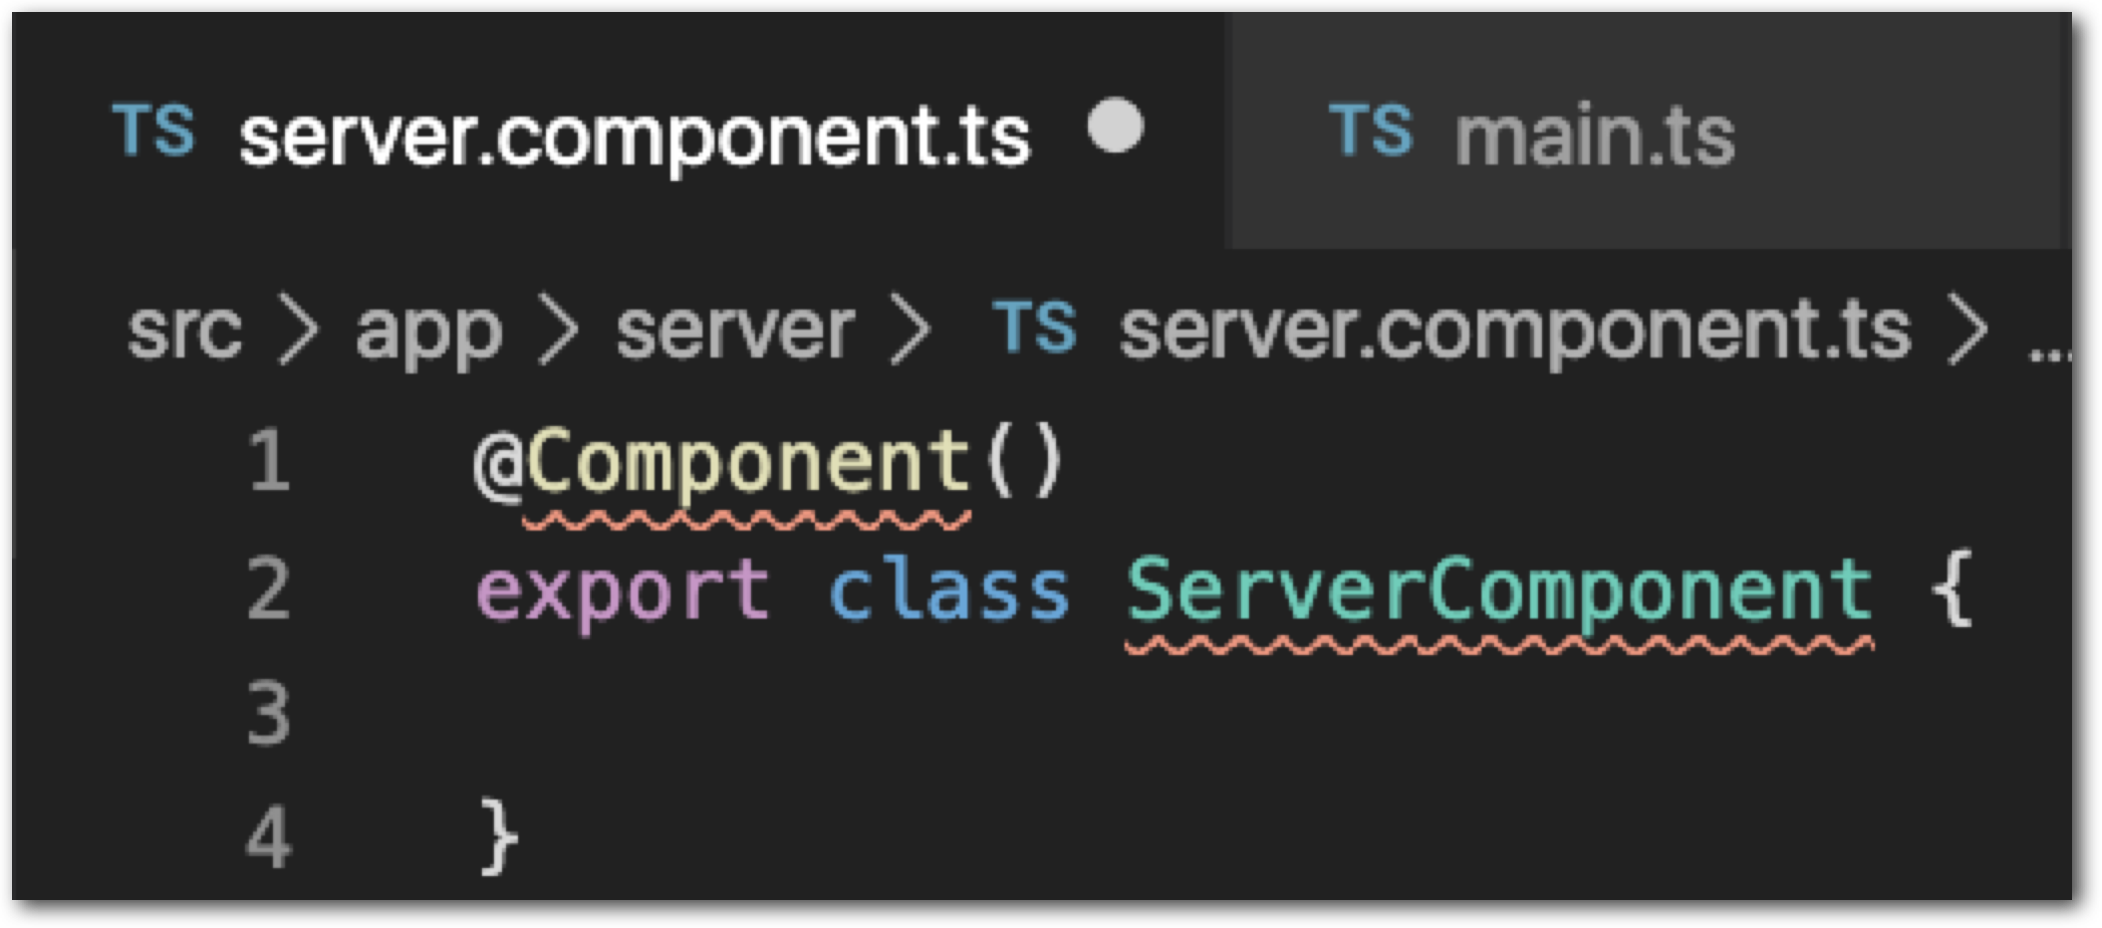 TS server.component.ts ● TS main.ts
src > app > server > TS server.component.ts > ...
1 @Component()
2 export class ServerComponent {
3
4 }